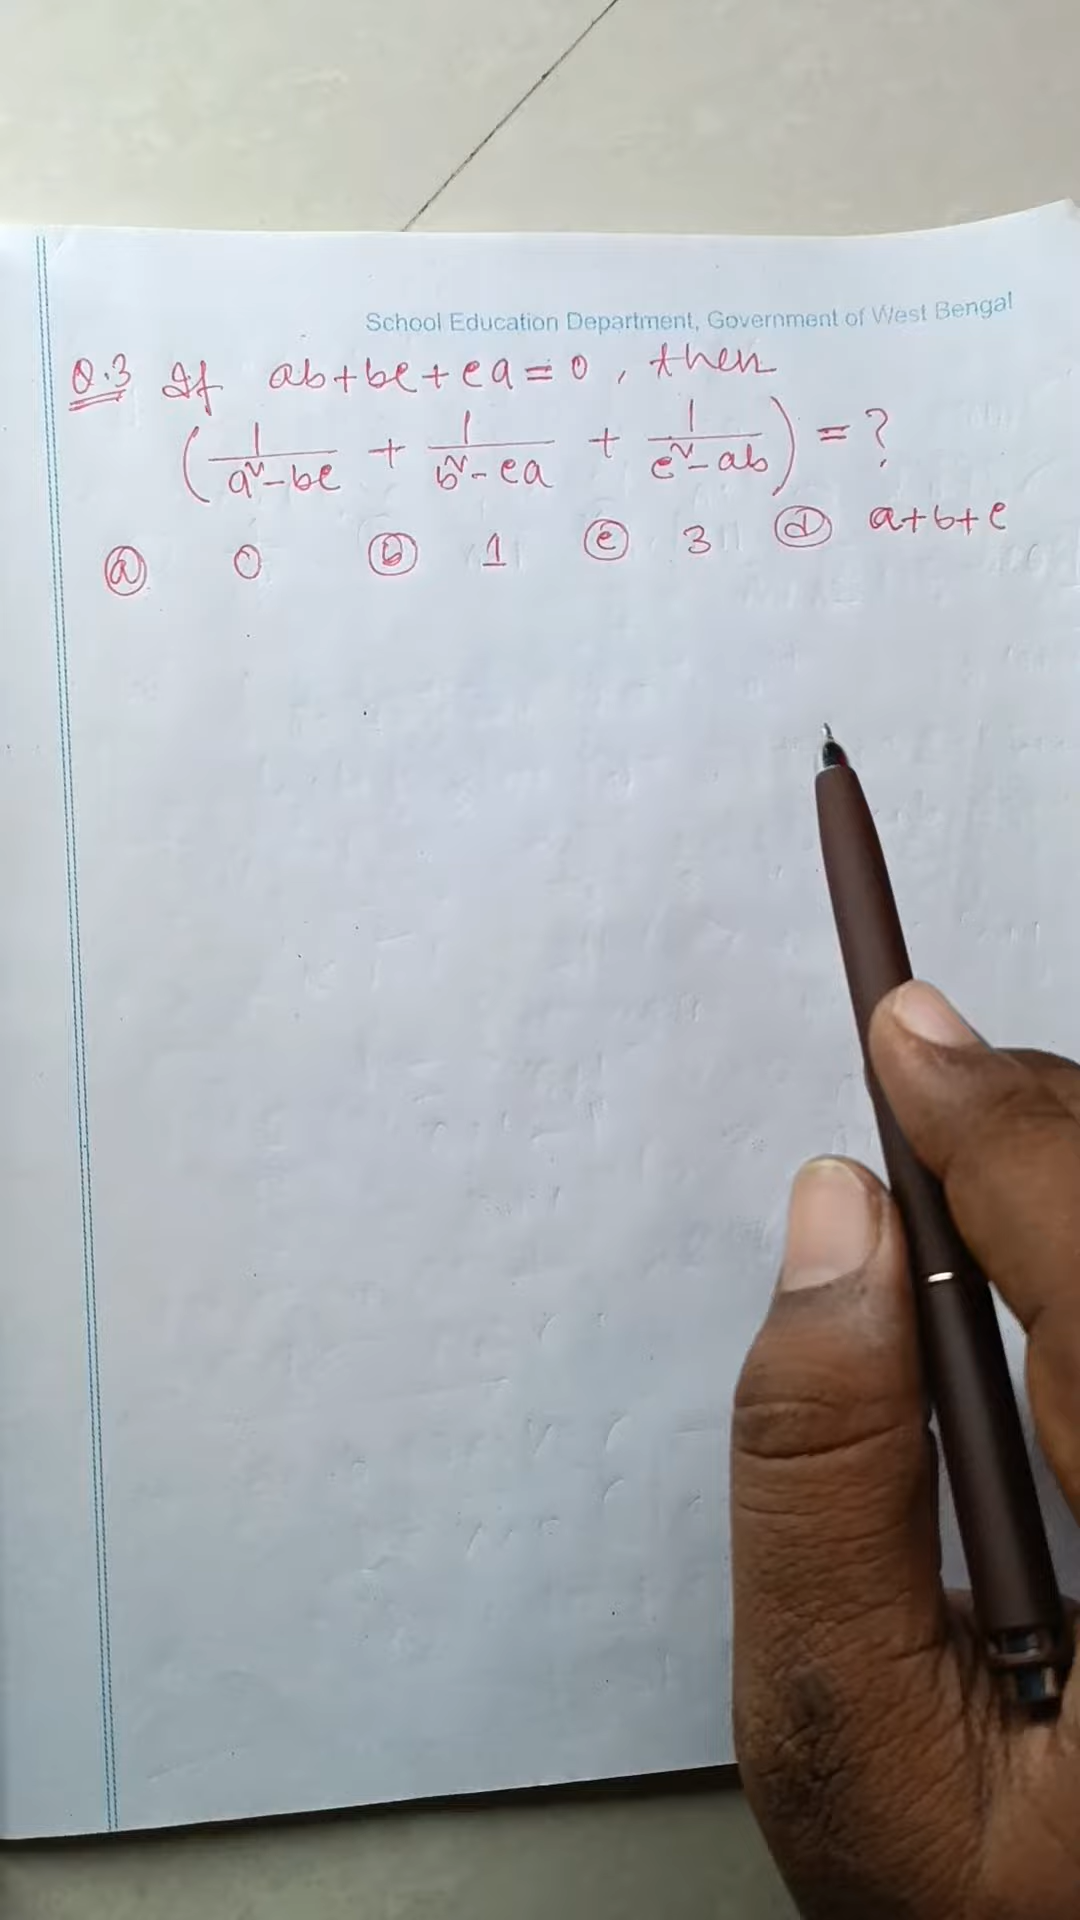 School Education Department, Government of West Bengal
Q.3 If ab+bc+ca=0, then
(1/(a²-bc) + 1/(b²-ca) + 1/(c²-ab)) = ?
ⓐ 0 ⓑ 1 ⓒ 3 ⓓ a+b+c